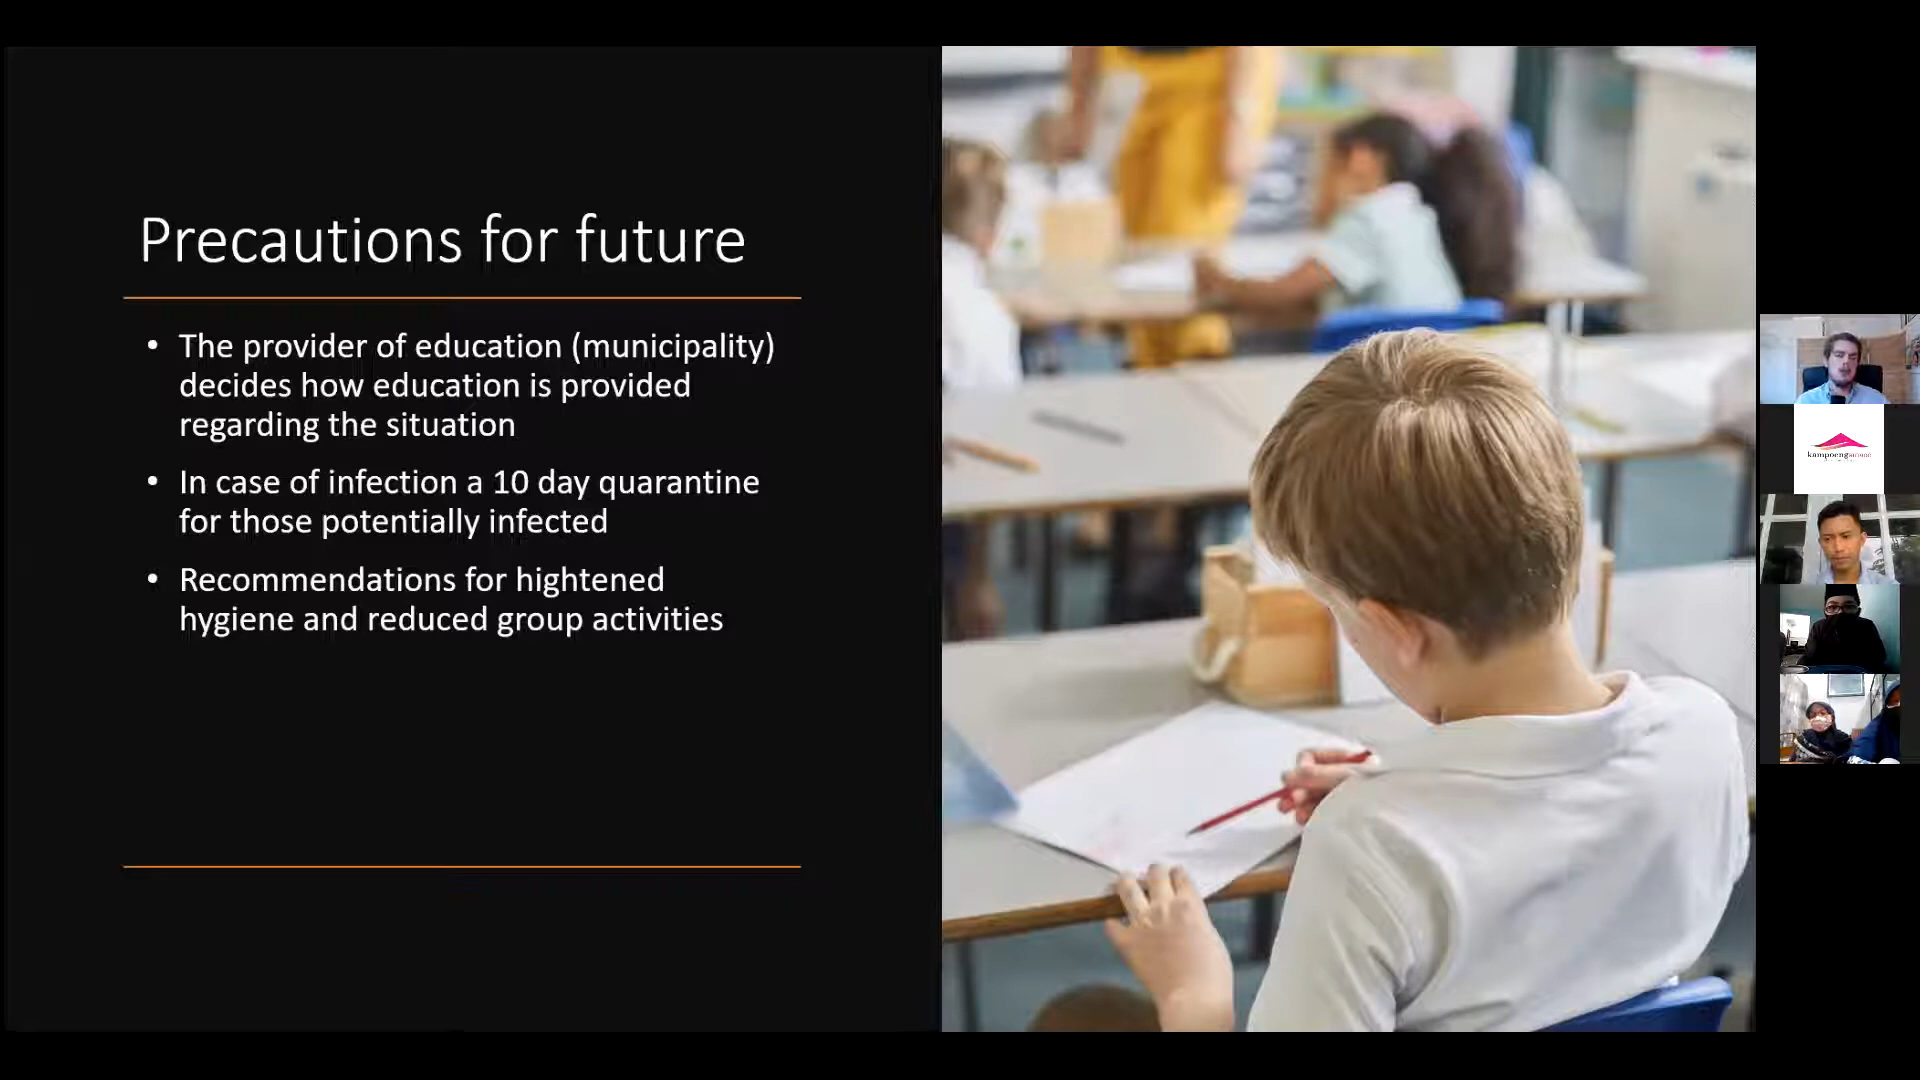 Precautions for future
• The provider of education (municipality)
decides how education is provided
regarding the situation
• In case of infection a 10 day quarantine
for those potentially infected
• Recommendations for hightened
hygiene and reduced group activities